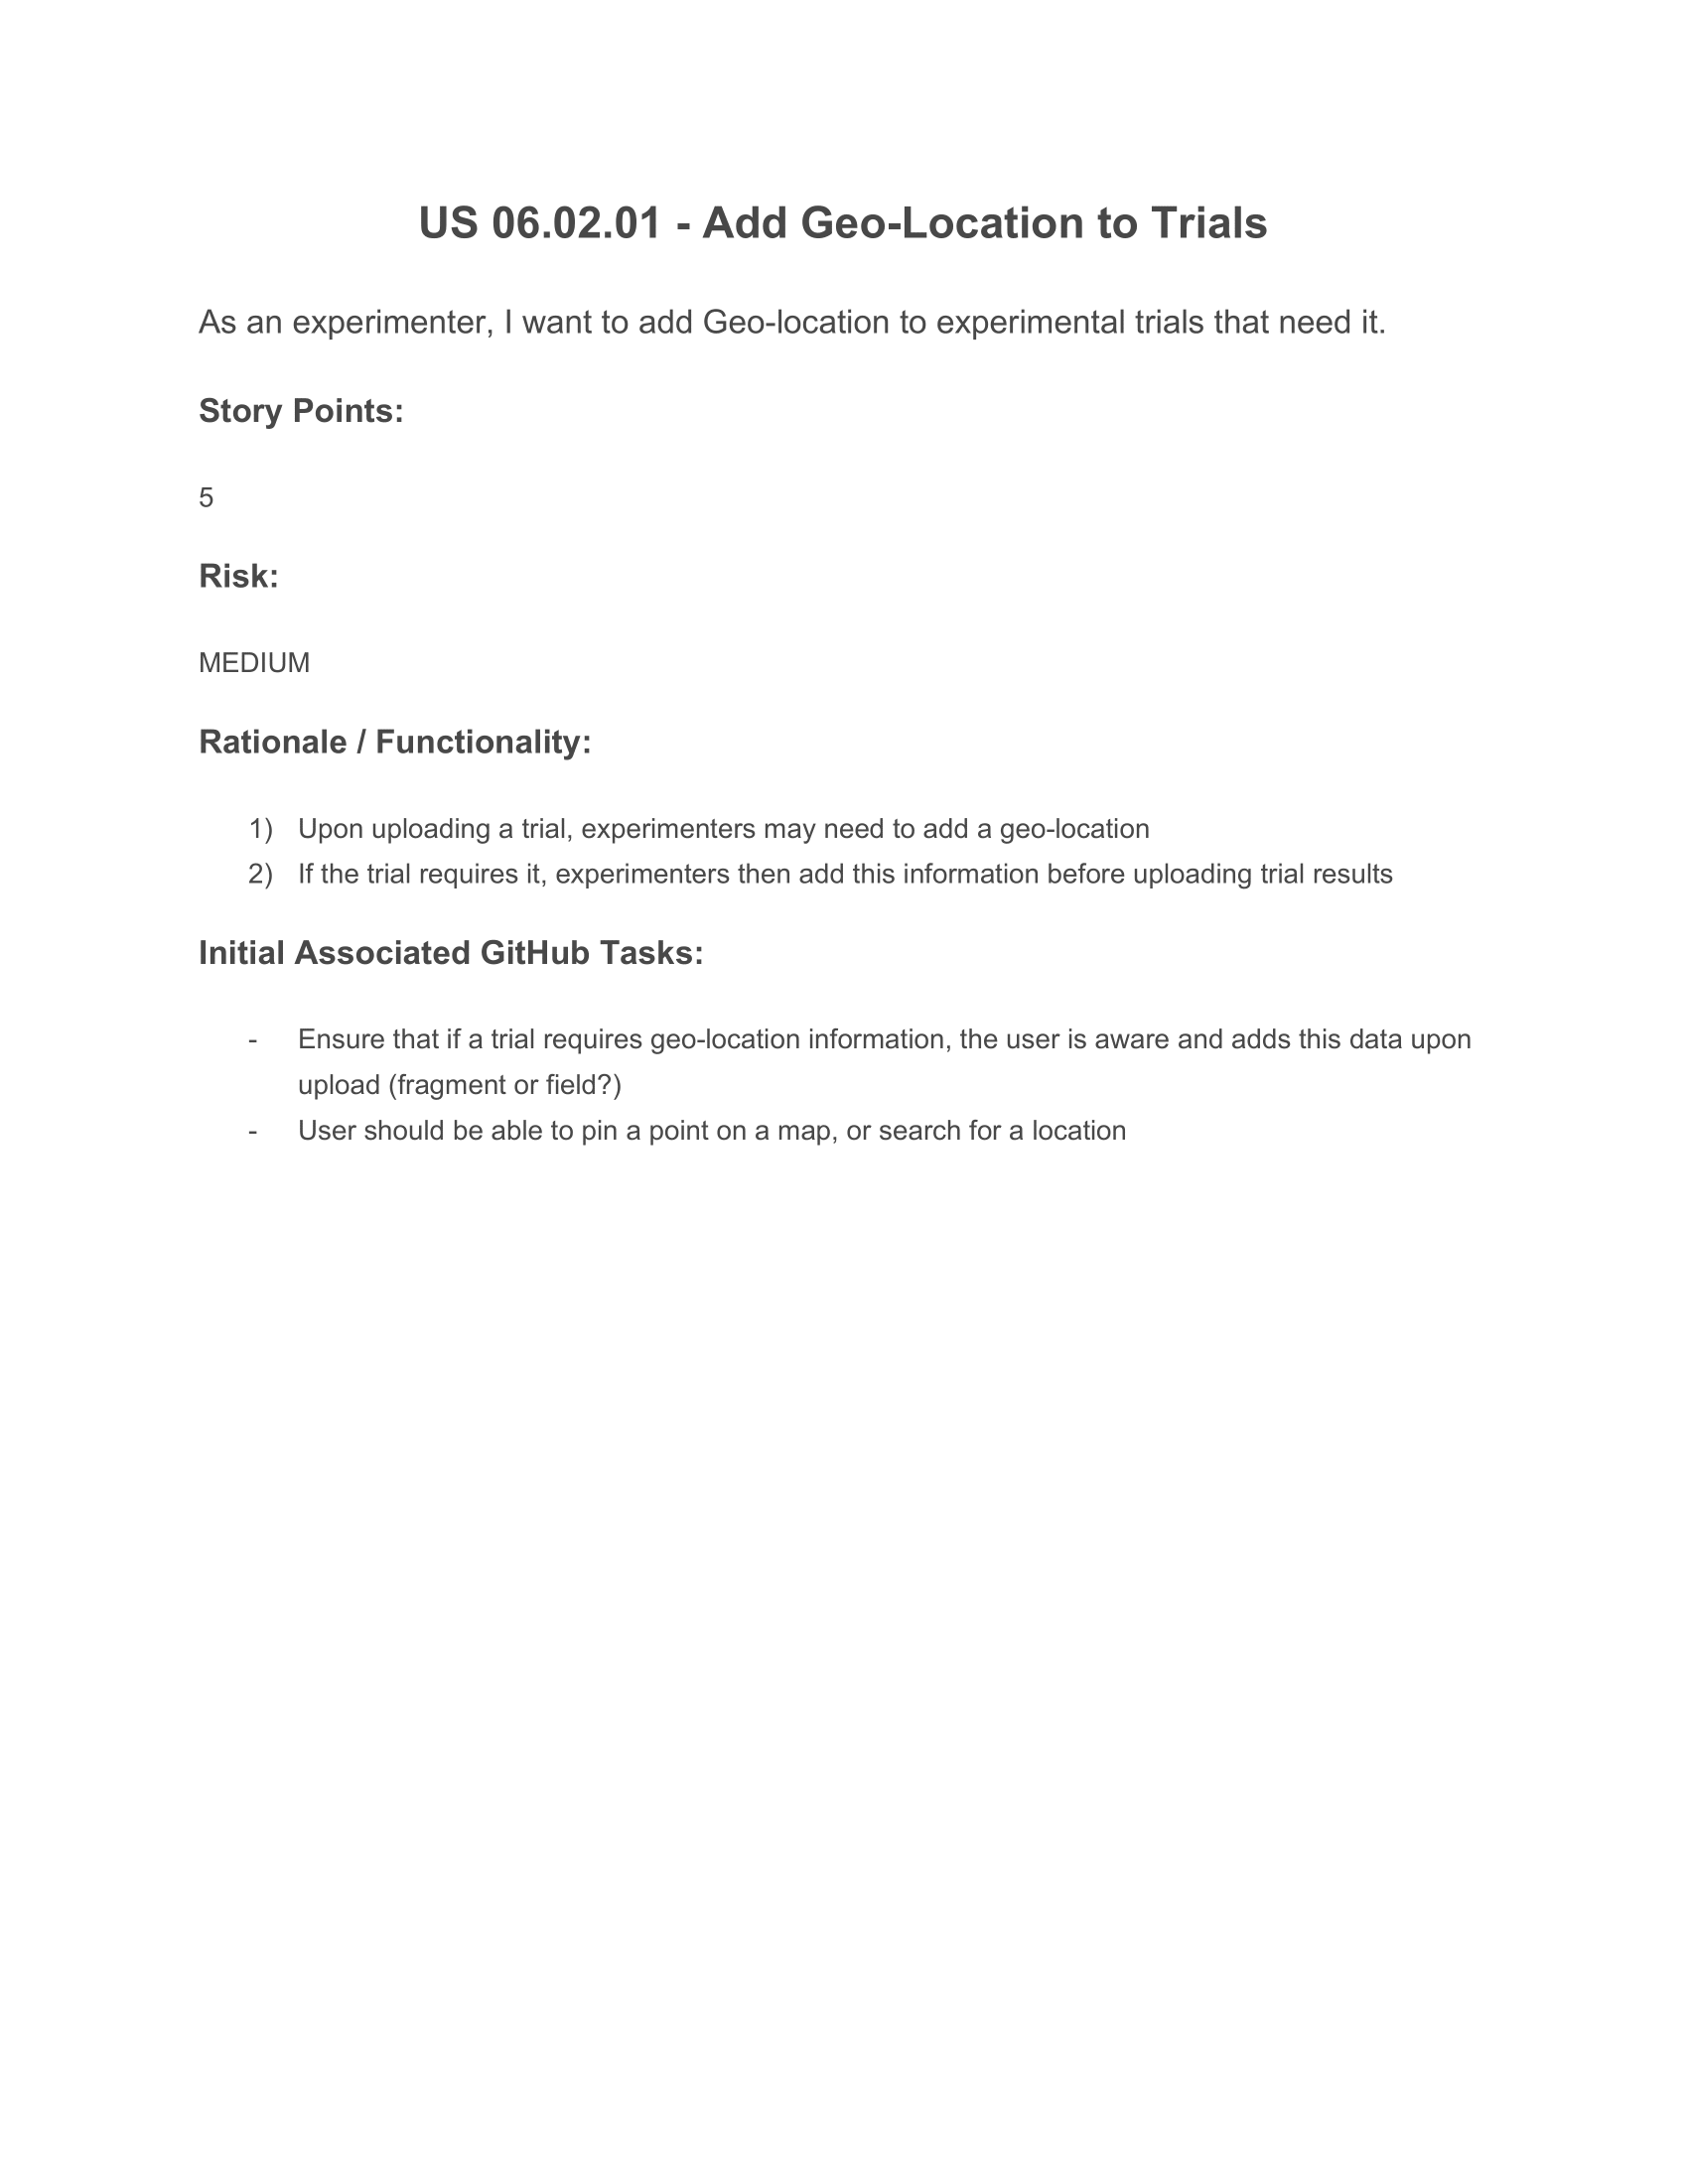 US 06.02.01 - Add Geo-Location to Trials
As an experimenter, I want to add Geo-location to experimental trials that need it.
Story Points:
5
Risk:
MEDIUM
Rationale / Functionality:
1) Upon uploading a trial, experimenters may need to add a geo-location
2) If the trial requires it, experimenters then add this information before uploading trial results
Initial Associated GitHub Tasks:
- Ensure that if a trial requires geo-location information, the user is aware and adds this data upon
upload (fragment or field?)
- User should be able to pin a point on a map, or search for a location